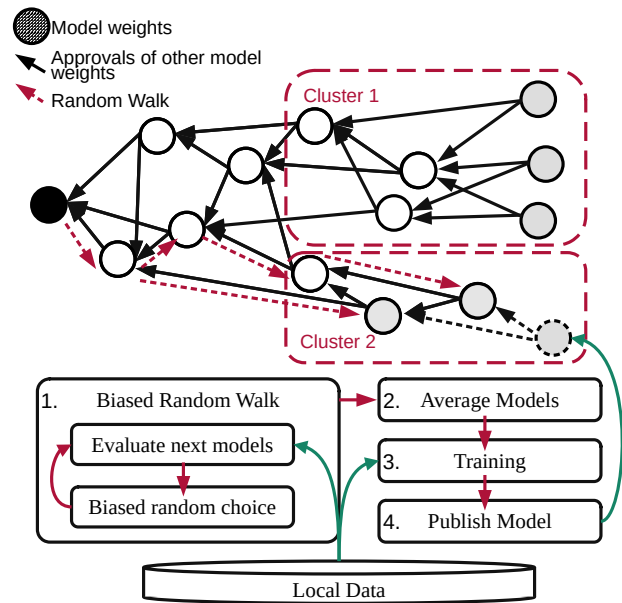 Model weights
Approvals of other model
weights
Random Walk
Cluster 1
Cluster 2
1. Biased Random Walk
Evaluate next models
Biased random choice
2. Average Models
3. Training
4. Publish Model
Local Data